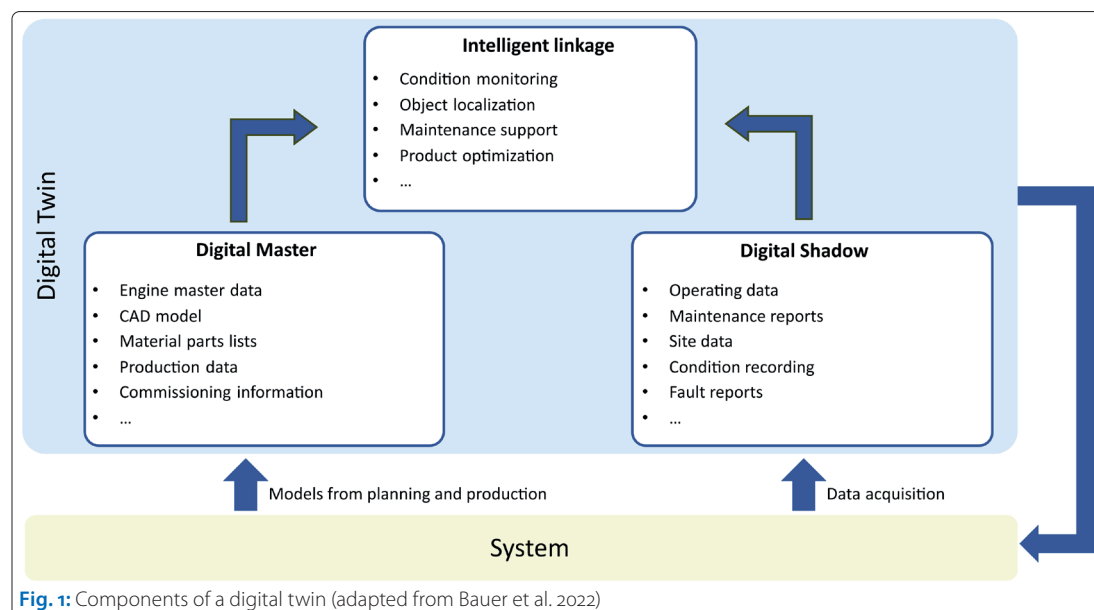 Digital Twin
Intelligent linkage
• Condition monitoring
• Object localization
• Maintenance support
• Product optimization
• ...
Digital Master
• Engine master data
• CAD model
• Material parts lists
• Production data
• Commissioning information
• ...
Digital Shadow
• Operating data
• Maintenance reports
• Site data
• Condition recording
• Fault reports
• ...
Models from planning and production
Data acquisition
System
Fig. 1: Components of a digital twin (adapted from Bauer et al. 2022)